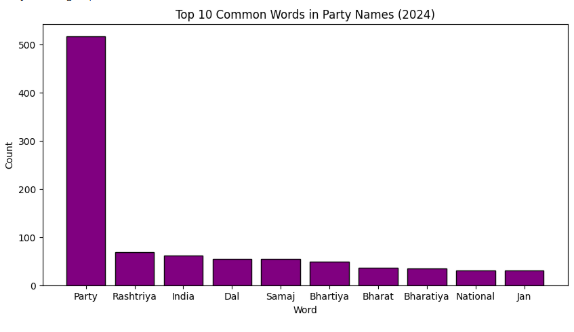 Top 10 Common Words in Party Names (2024)
500
400
300
200
100
0
Count
Party Rashtriya India Dal Samaj Bhartiya Bharat Bharatiya National Jan
Word